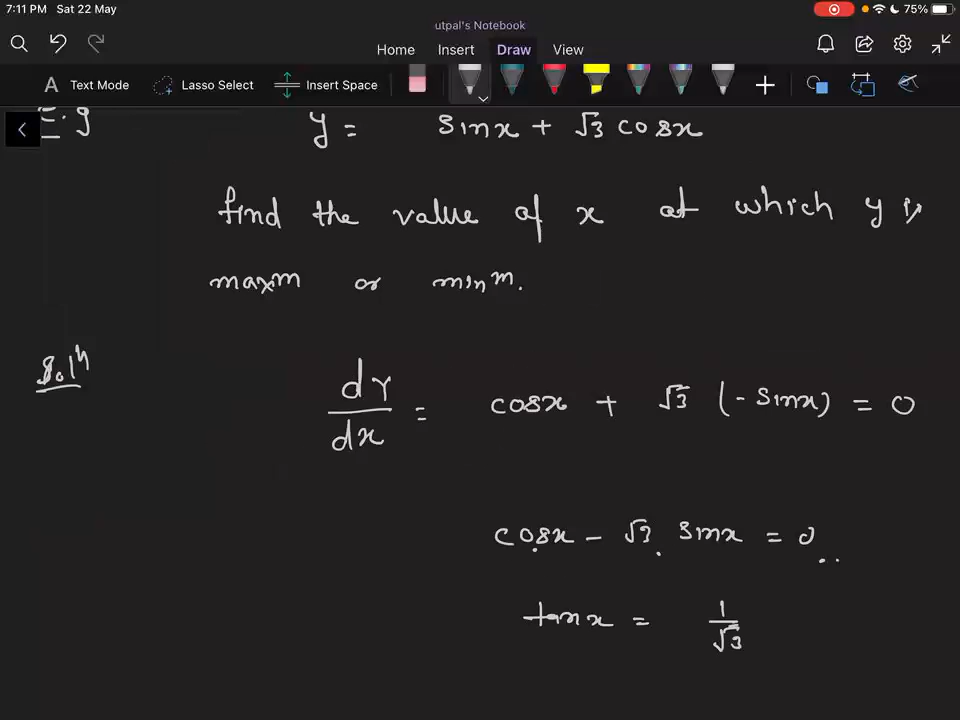 7:11 PM Sat 22 May 75%
utpal's Notebook
Home Insert Draw View
A Text Mode Lasso Select Insert Space
E.g y = sinx + √3 cosx
find the value of x at which y is
maxm or minm.
Soln
dy/dx = cosx + √3 (- sinx) = 0
cosx - √3. sinx = 0
tanx = 1/√3